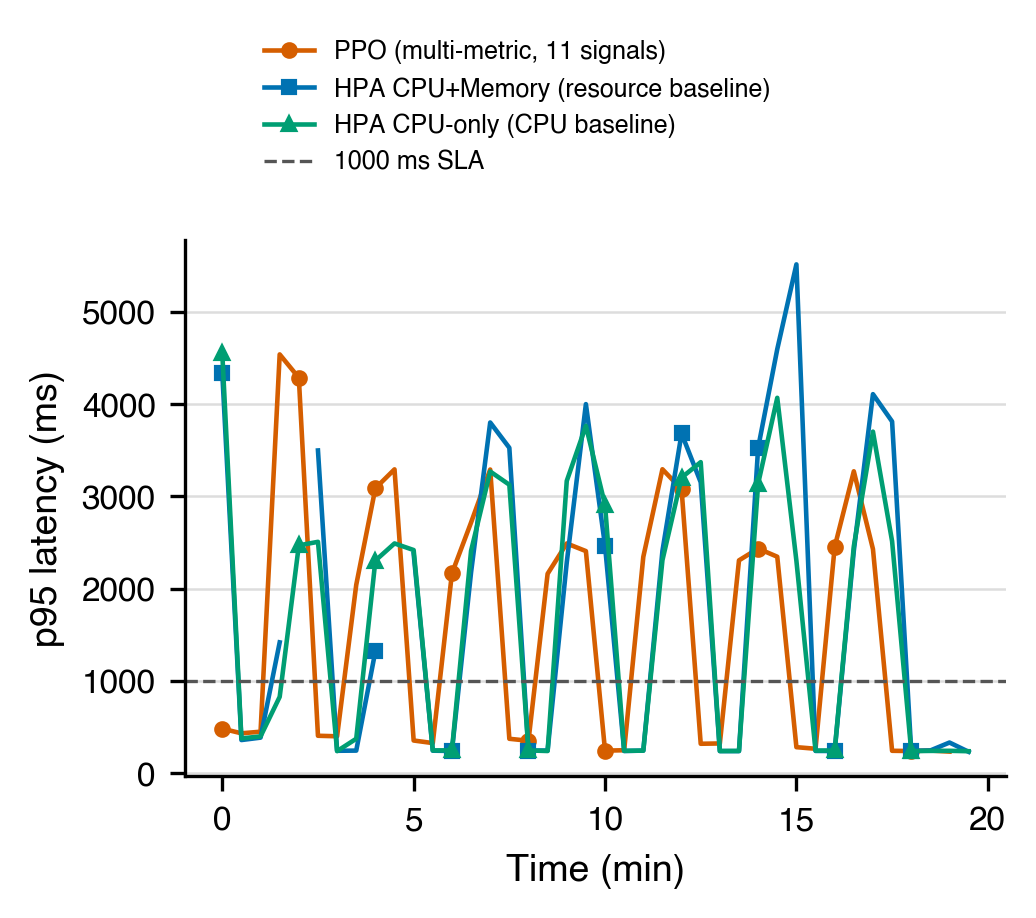 PPO (multi-metric, 11 signals)
HPA CPU+Memory (resource baseline)
HPA CPU-only (CPU baseline)
1000 ms SLA
p95 latency (ms)
5000
4000
3000
2000
1000
0
0 5 10 15 20
Time (min)